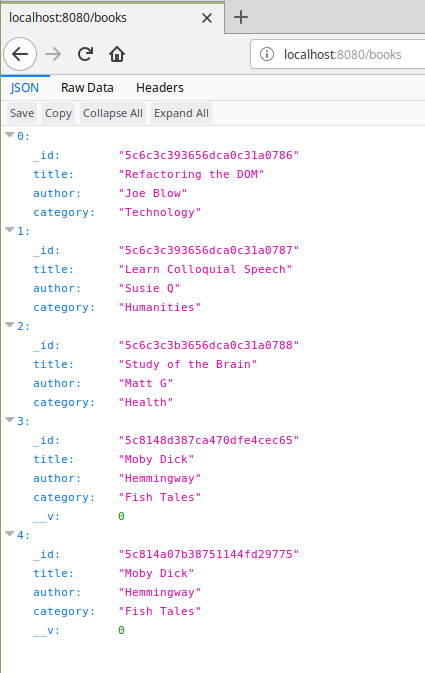 localhost:8080/books
localhost:8080/books
JSON Raw Data Headers
Save Copy Collapse All Expand All
0:
_id: "5c6c3c393656dca0c31a0786"
title: "Refactoring the DOM"
author: "Joe Blow"
category: "Technology"
1:
_id: "5c6c3c393656dca0c31a0787"
title: "Learn Colloquial Speech"
author: "Susie Q"
category: "Humanities"
2:
_id: "5c6c3c3b3656dca0c31a0788"
title: "Study of the Brain"
author: "Matt G"
category: "Health"
3:
_id: "5c8148d387ca470dfe4cec65"
title: "Moby Dick"
author: "Hemmingway"
category: "Fish Tales"
__v: 0
4:
_id: "5c814a07b38751144fd29775"
title: "Moby Dick"
author: "Hemmingway"
category: "Fish Tales"
__v: 0